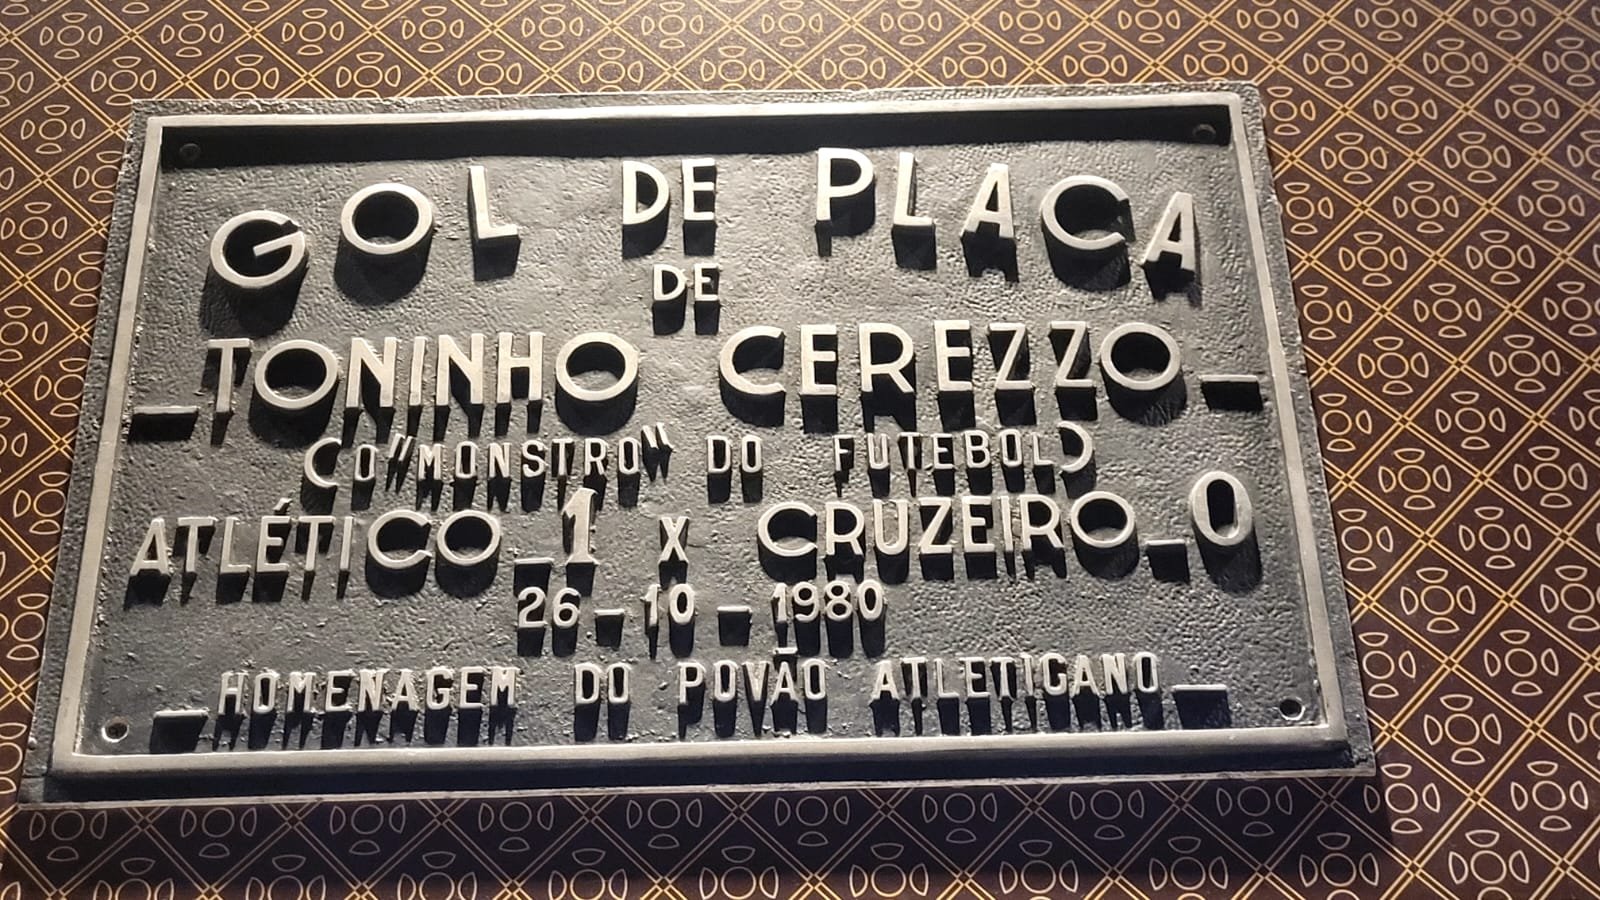 GOL DE PLACA
DE
_TONINHO CEREZZO_
(O "MONSTRO" DO FUTEBOL)
ATLÉTICO_1 X CRUZEIRO_0
26_10_1980
_HOMENAGEM DO POVÃO ATLETICANO_